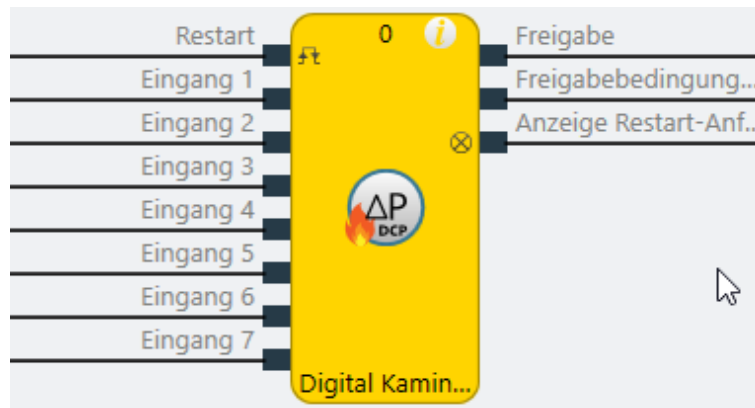 Restart
Eingang 1
Eingang 2
Eingang 3
Eingang 4
Eingang 5
Eingang 6
Eingang 7
0 i
ΔP
DCP
Digital Kamin...
Freigabe
Freigabebedingung...
Anzeige Restart-Anf..